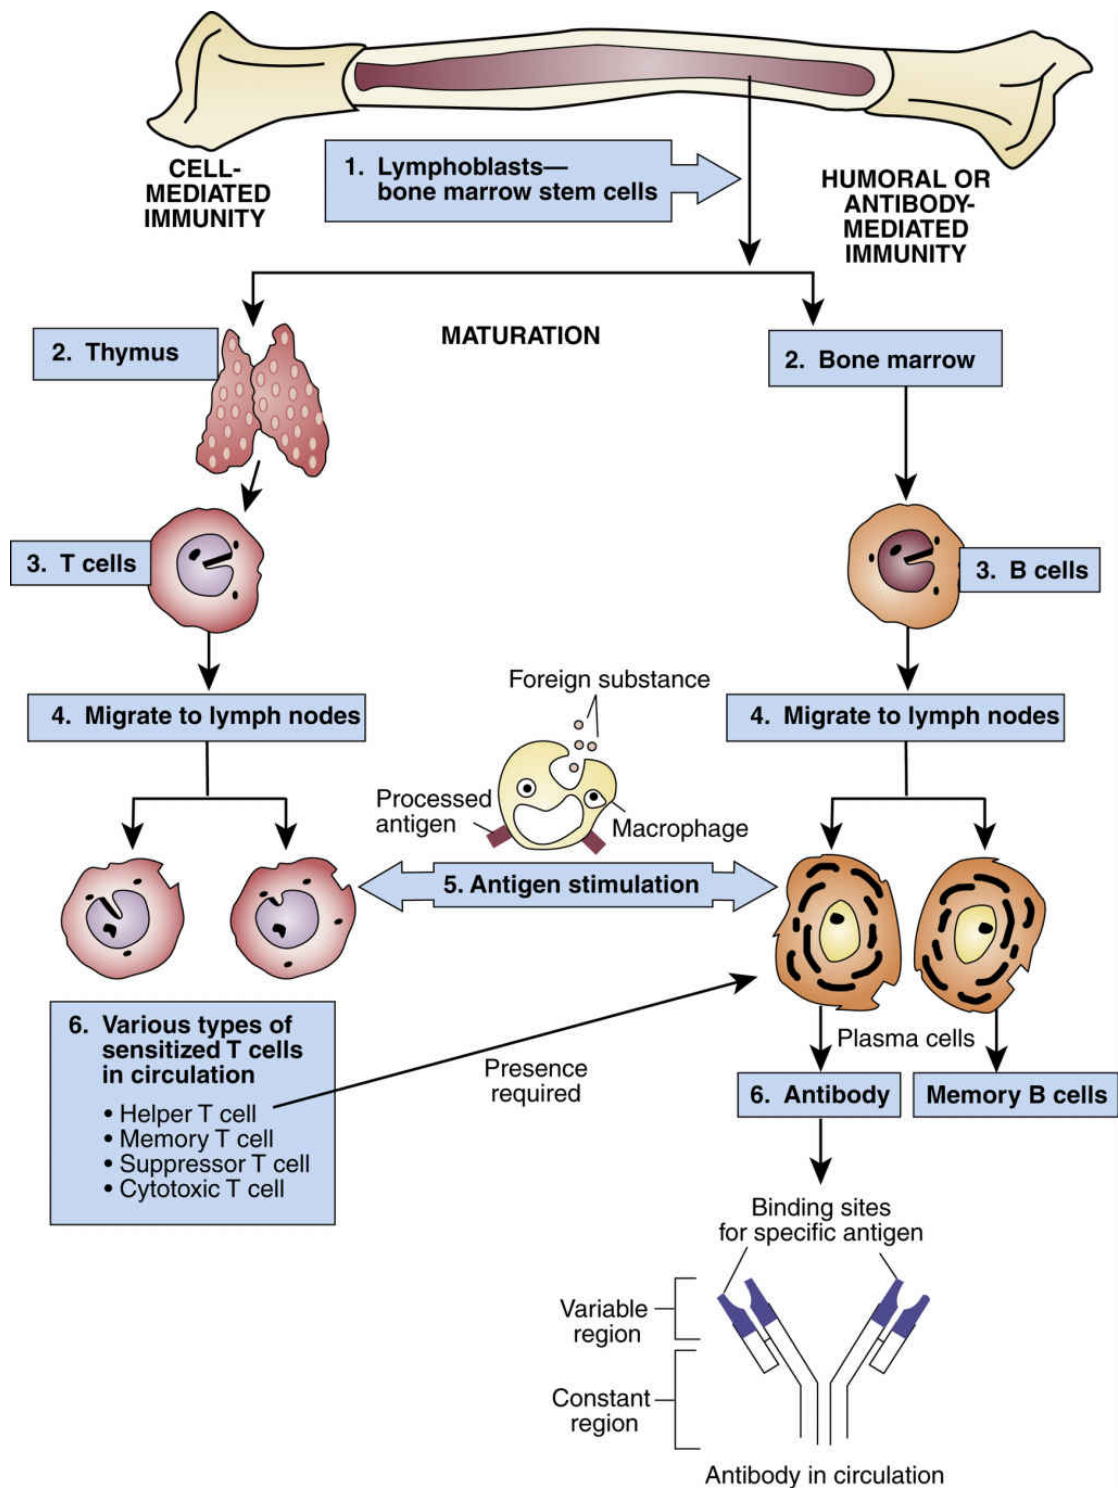 CELL-
MEDIATED
IMMUNITY
1. Lymphoblasts—
bone marrow stem cells
HUMORAL OR
ANTIBODY-
MEDIATED
IMMUNITY
MATURATION
2. Thymus
2. Bone marrow
3. T cells
3. B cells
4. Migrate to lymph nodes
Foreign substance
4. Migrate to lymph nodes
Processed
antigen
Macrophage
5. Antigen stimulation
6. Various types of
sensitized T cells
in circulation
• Helper T cell
• Memory T cell
• Suppressor T cell
• Cytotoxic T cell
Presence
required
Plasma cells
6. Antibody
Memory B cells
Binding sites
for specific antigen
Variable
region
Constant
region
Antibody in circulation